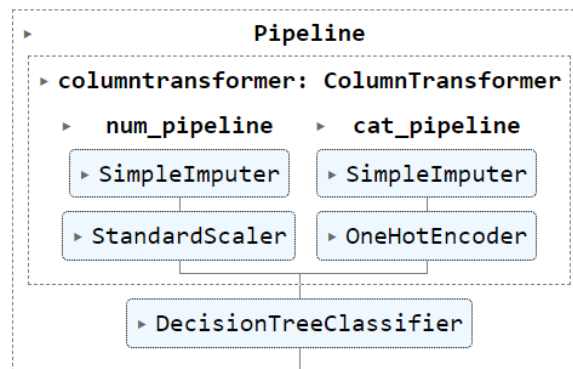 Pipeline
columntransformer: ColumnTransformer
num_pipeline cat_pipeline
SimpleImputer SimpleImputer
StandardScaler OneHotEncoder
DecisionTreeClassifier